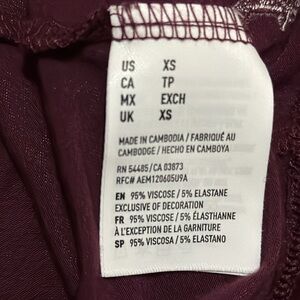 US XS
CA TP
MX EXCH
UK XS
MADE IN CAMBODIA / FABRIQUÉ AU
CAMBODGE / HECHO EN CAMBOYA
RN 54485/CA 03873
RFC# AEM120605U9A
EN 95% VISCOSE / 5% ELASTANE
EXCLUSIVE OF DECORATION
FR 95% VISCOSE / 5% ÉLASTHANNE
À L'EXCEPTION DE LA GARNITURE
SP 95% VISCOSA / 5% ELASTANO